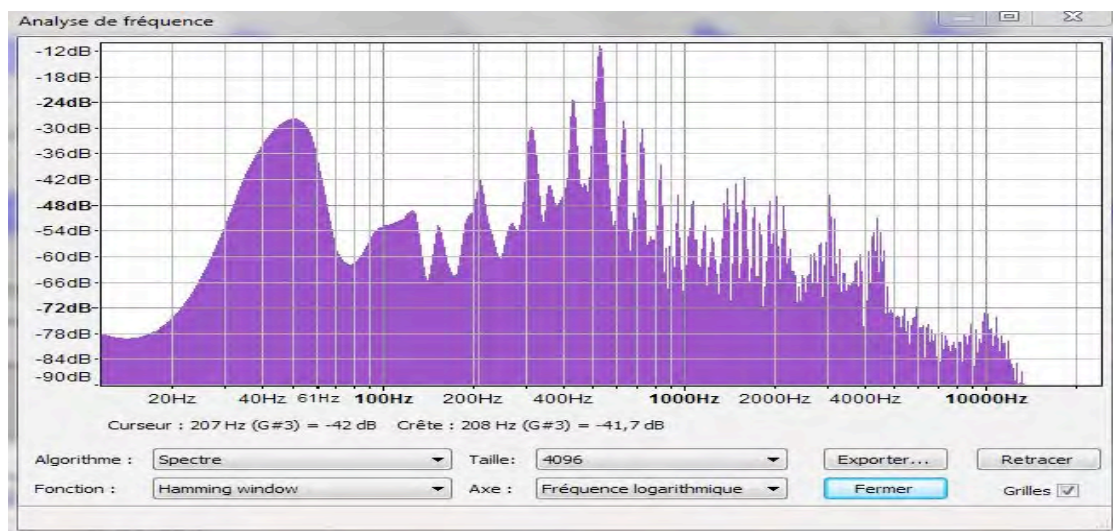 Analyse de fréquence
-12dB
-18dB
-24dB
-30dB
-36dB
-42dB
-48dB
-54dB
-60dB
-66dB
-72dB
-78dB
-84dB
-90dB
20Hz 40Hz 61Hz 100Hz 200Hz 400Hz 1000Hz 2000Hz 4000Hz 10000Hz
Curseur : 207 Hz (G#3) = -42 dB Crête : 208 Hz (G#3) = -41,7 dB
Algorithme : Spectre Taille: 4096 Exporter... Retracer
Fonction : Hamming window Axe : Fréquence logarithmique Fermer Grilles